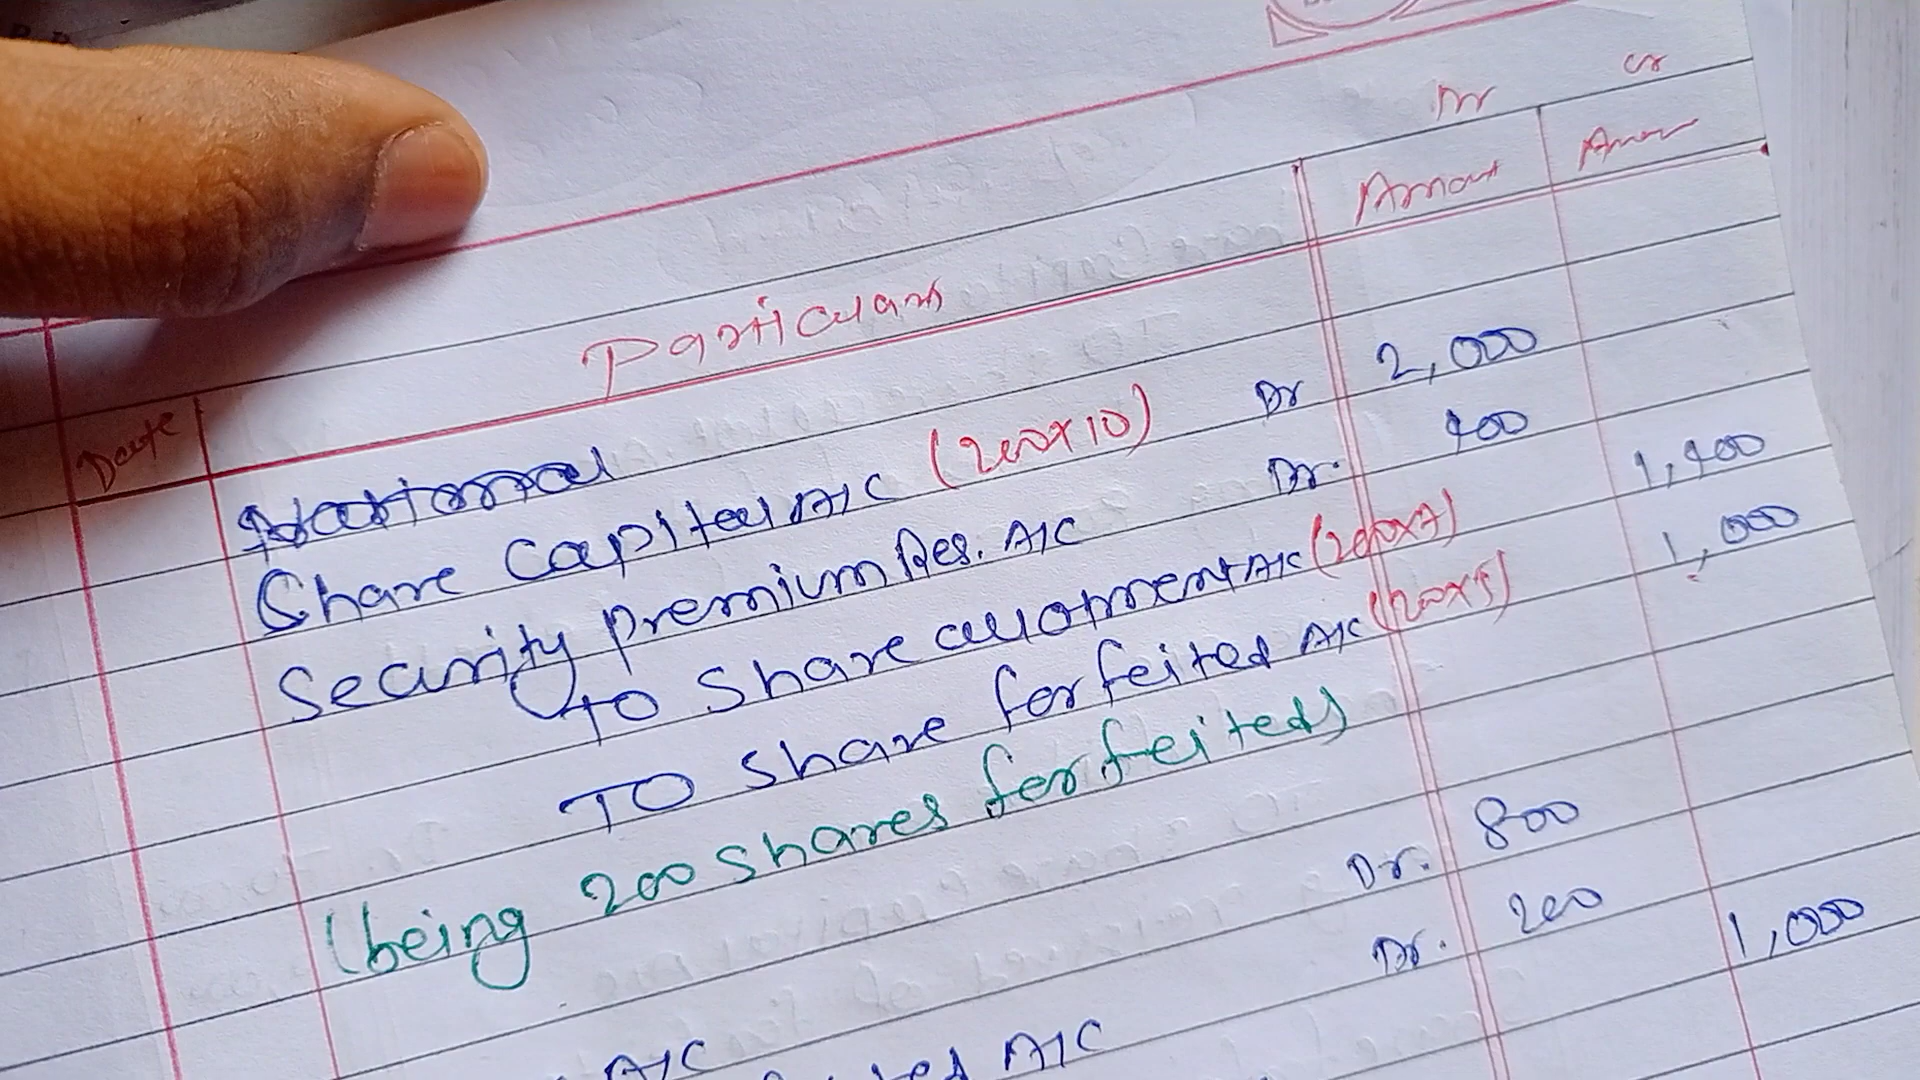 Dr cr
Date Particulars Amount
Share Capital A/C (200x10) Dr 2,000
Security premium Res. A/C Dr. 400
To Share allotment A/C (200x7) 1,400
TO Share forfeited A/C (200x5) 1,000
(being 200 Shares forfeited)
Dr. 800
A/C Dr. 200
A/C 1,000